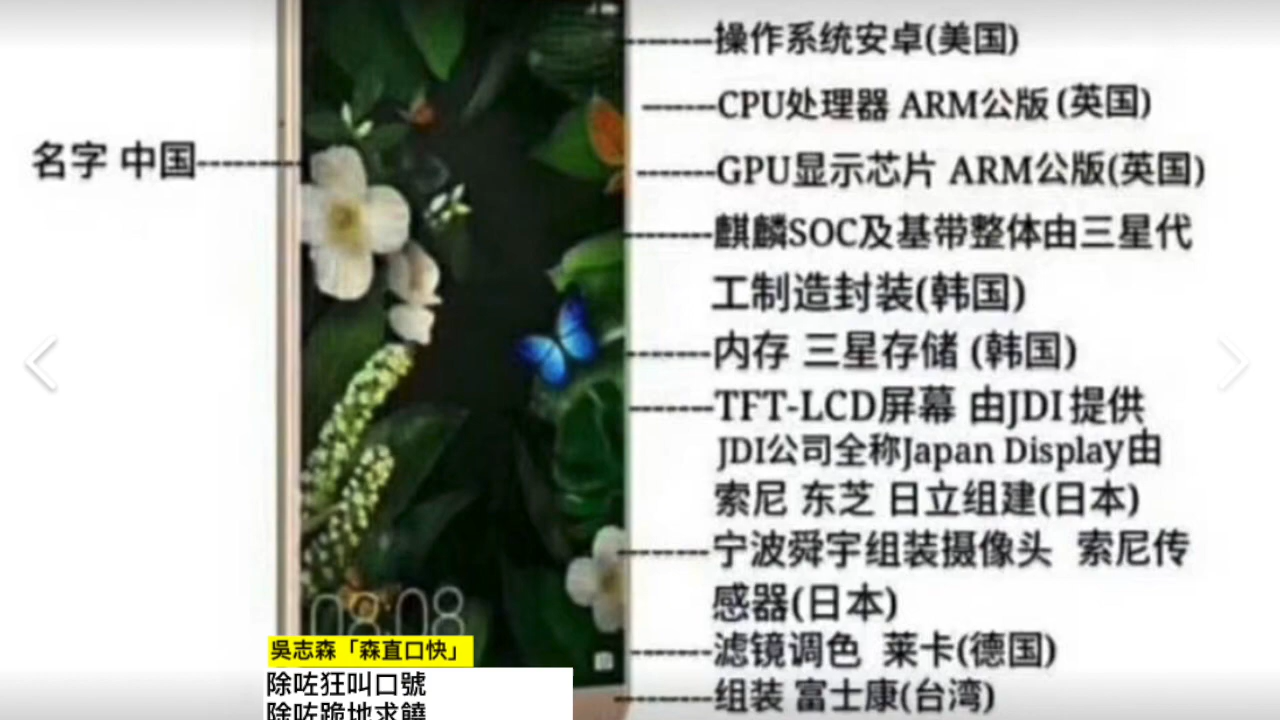 操作系统安卓(美国)
CPU处理器 ARM公版 (英国)
名字 中国
GPU显示芯片 ARM公版(英国)
麒麟SOC及基带整体由三星代
工制造封装(韩国)
内存 三星存储 (韩国)
TFT-LCD屏幕 由JDI 提供
JDI公司全称Japan Display由
索尼 东芝 日立组建(日本)
宁波舜宇组装摄像头 索尼传
感器(日本)
滤镜调色 莱卡(德国)
组装 富士康(台湾)
08:08
吳志森「森直口快」
除咗狂叫口號
除咗跪地求饒